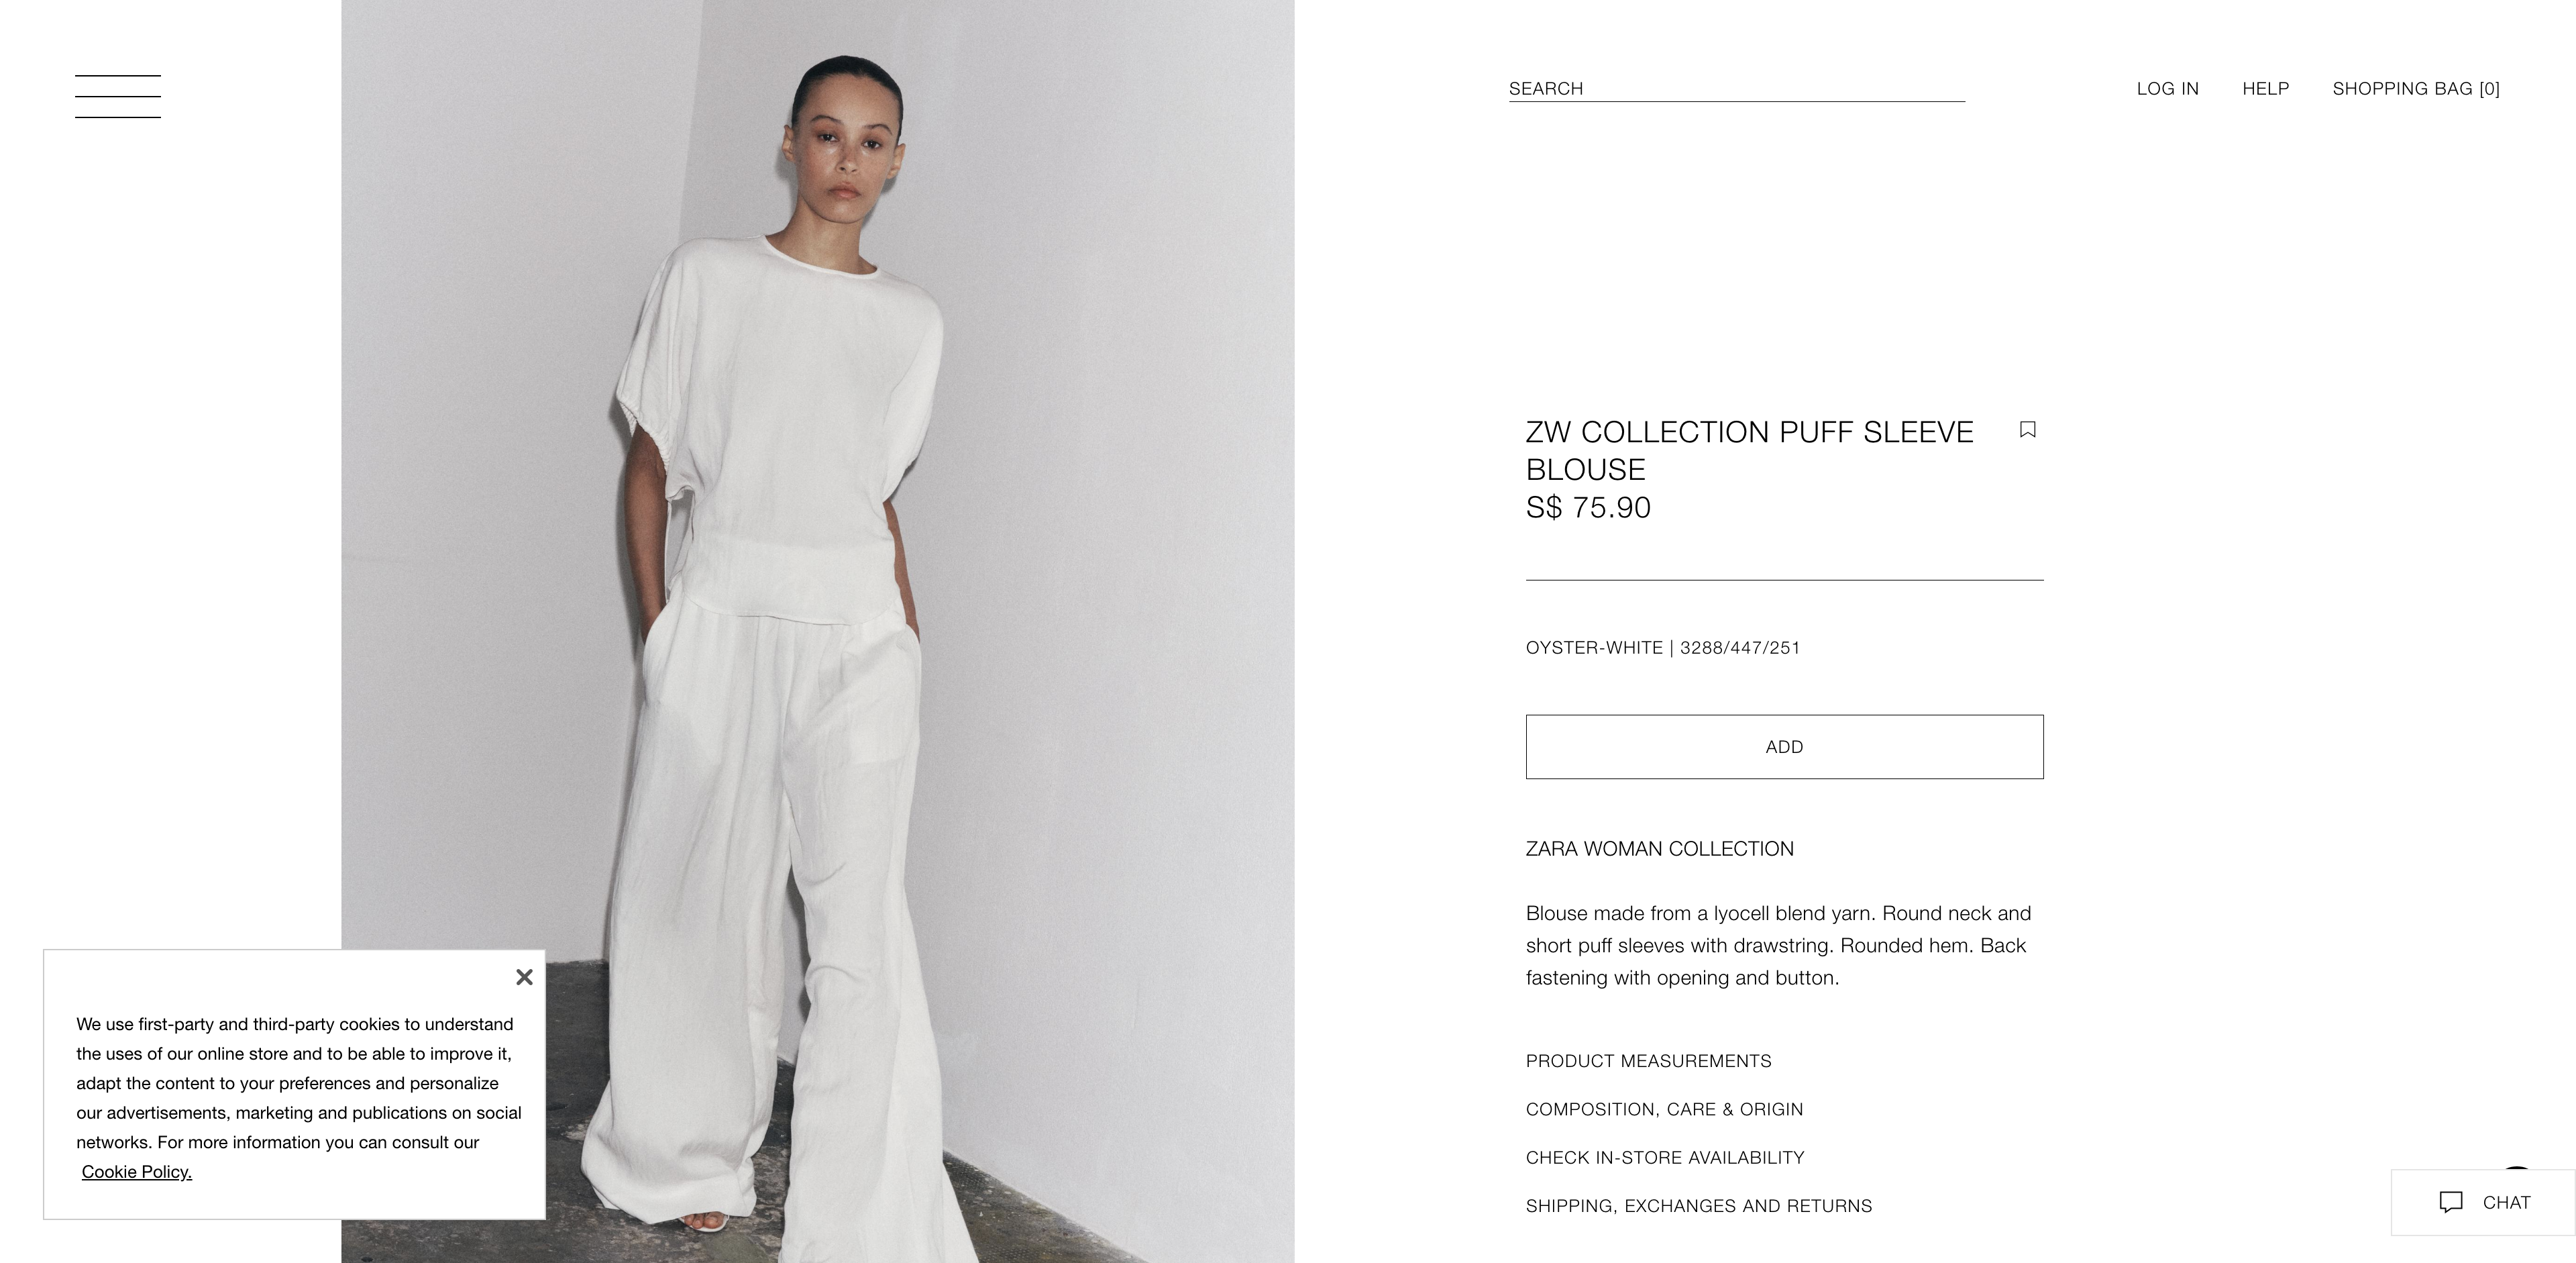 SEARCH
LOG IN
HELP
SHOPPING BAG [0]
ZW COLLECTION PUFF SLEEVE
BLOUSE
S$ 75.90
OYSTER-WHITE | 3288/447/251
ADD
ZARA WOMAN COLLECTION
Blouse made from a lyocell blend yarn. Round neck and
short puff sleeves with drawstring. Rounded hem. Back
fastening with opening and button.
PRODUCT MEASUREMENTS
COMPOSITION, CARE & ORIGIN
CHECK IN-STORE AVAILABILITY
SHIPPING, EXCHANGES AND RETURNS
We use first-party and third-party cookies to understand
the uses of our online store and to be able to improve it,
adapt the content to your preferences and personalize
our advertisements, marketing and publications on social
networks. For more information you can consult our
Cookie Policy.
CHAT